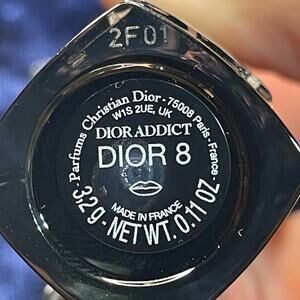 2F01
Parfums Christian Dior - 75008 Paris - France -
W1S 2UE, UK
DIOR ADDICT
DIOR 8
MADE IN FRANCE
3,2g - NET WT. 0.11 OZ